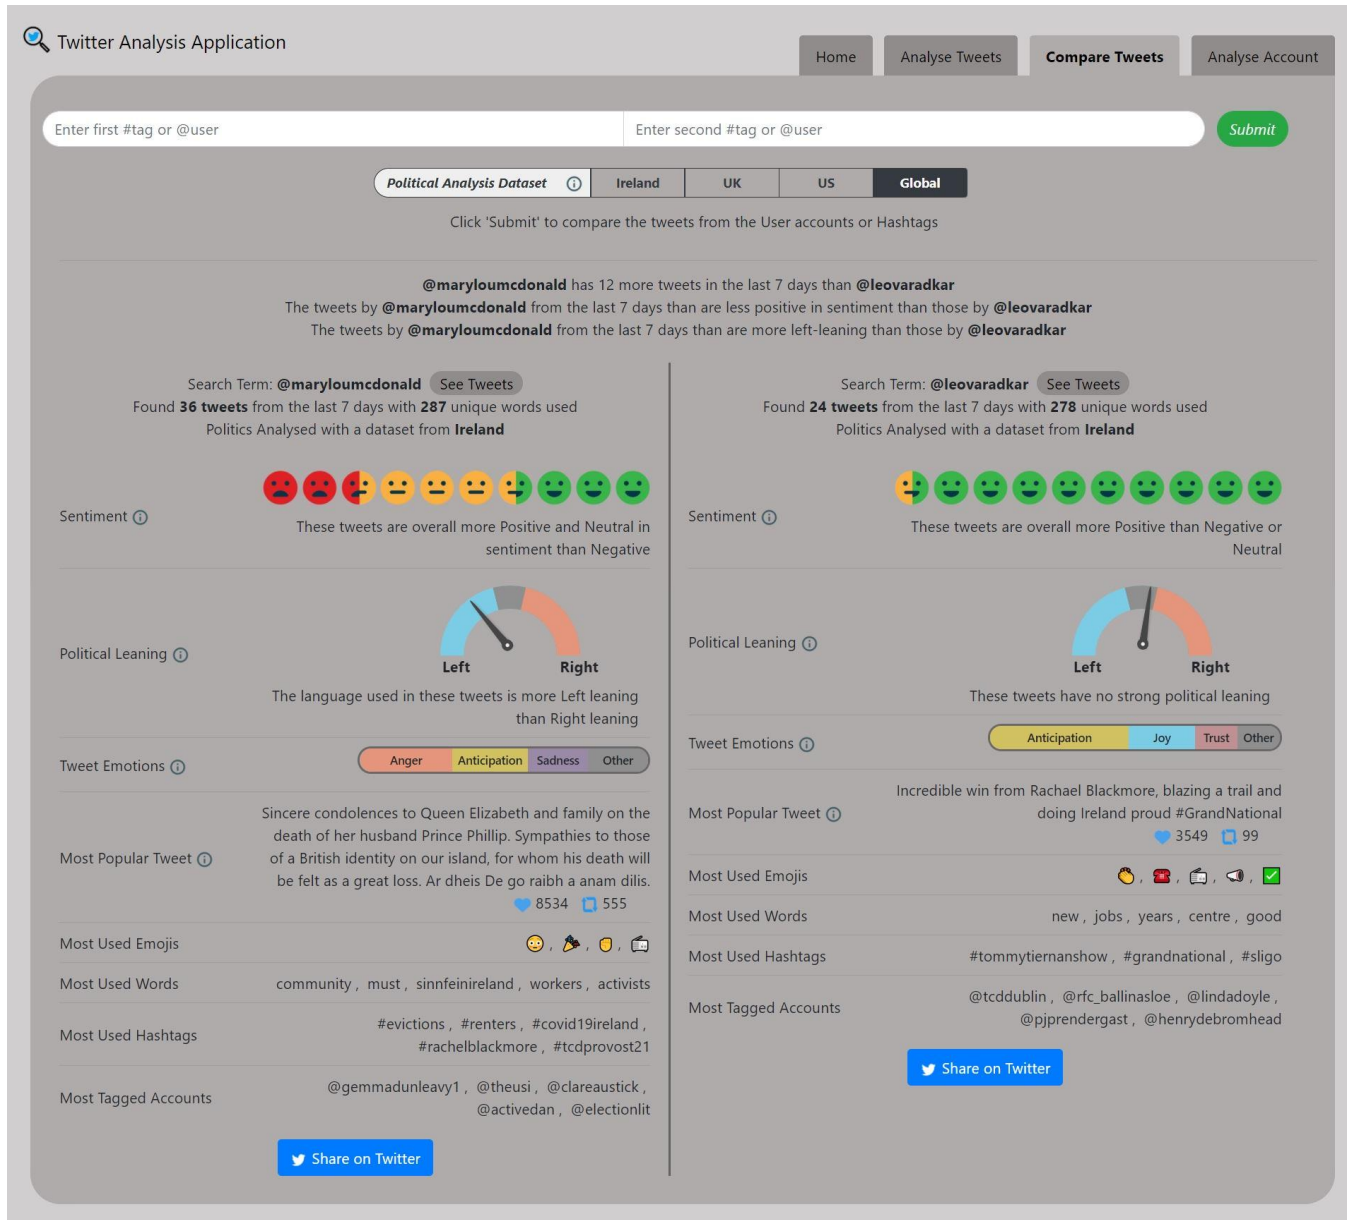 Twitter Analysis Application
Home
Analyse Tweets
Compare Tweets
Analyse Account
Enter first #tag or @user
Enter second #tag or @user
Submit
Political Analysis Dataset
Ireland
UK
US
Global
Click 'Submit' to compare the tweets from the User accounts or Hashtags
@maryloumcdonald has 12 more tweets in the last 7 days than @leovaradkar
The tweets by @maryloumcdonald from the last 7 days than are less positive in sentiment than those by @leovaradkar
The tweets by @maryloumcdonald from the last 7 days than are more left-leaning than those by @leovaradkar
Search Term: @maryloumcdonald See Tweets
Found 36 tweets from the last 7 days with 287 unique words used
Politics Analysed with a dataset from Ireland
Sentiment
These tweets are overall more Positive and Neutral in
sentiment than Negative
Political Leaning
Left
Right
The language used in these tweets is more Left leaning
than Right leaning
Tweet Emotions
Anger
Anticipation
Sadness
Other
Most Popular Tweet
Sincere condolences to Queen Elizabeth and family on the
death of her husband Prince Phillip. Sympathies to those
of a British identity on our island, for whom his death will
be felt as a great loss. Ar dheis De go raibh a anam dilis.
8534 555
Most Used Emojis
Most Used Words
community , must , sinnfeinireland , workers , activists
Most Used Hashtags
#evictions , #renters , #covid19ireland ,
#rachelblackmore , #tcdprovost21
Most Tagged Accounts
@gemmadunleavy1 , @theusi , @clareaustick ,
@activedan , @electionlit
Share on Twitter
Search Term: @leovaradkar See Tweets
Found 24 tweets from the last 7 days with 278 unique words used
Politics Analysed with a dataset from Ireland
Sentiment
These tweets are overall more Positive than Negative or
Neutral
Political Leaning
Left
Right
These tweets have no strong political leaning
Tweet Emotions
Anticipation
Joy
Trust
Other
Most Popular Tweet
Incredible win from Rachael Blackmore, blazing a trail and
doing Ireland proud #GrandNational
3549 99
Most Used Emojis
Most Used Words
new , jobs , years , centre , good
Most Used Hashtags
#tommytiernanshow , #grandnational , #sligo
Most Tagged Accounts
@tcddublin , @rfc_ballinasloe , @lindadoyle ,
@pjprendergast , @henrydebromhead
Share on Twitter